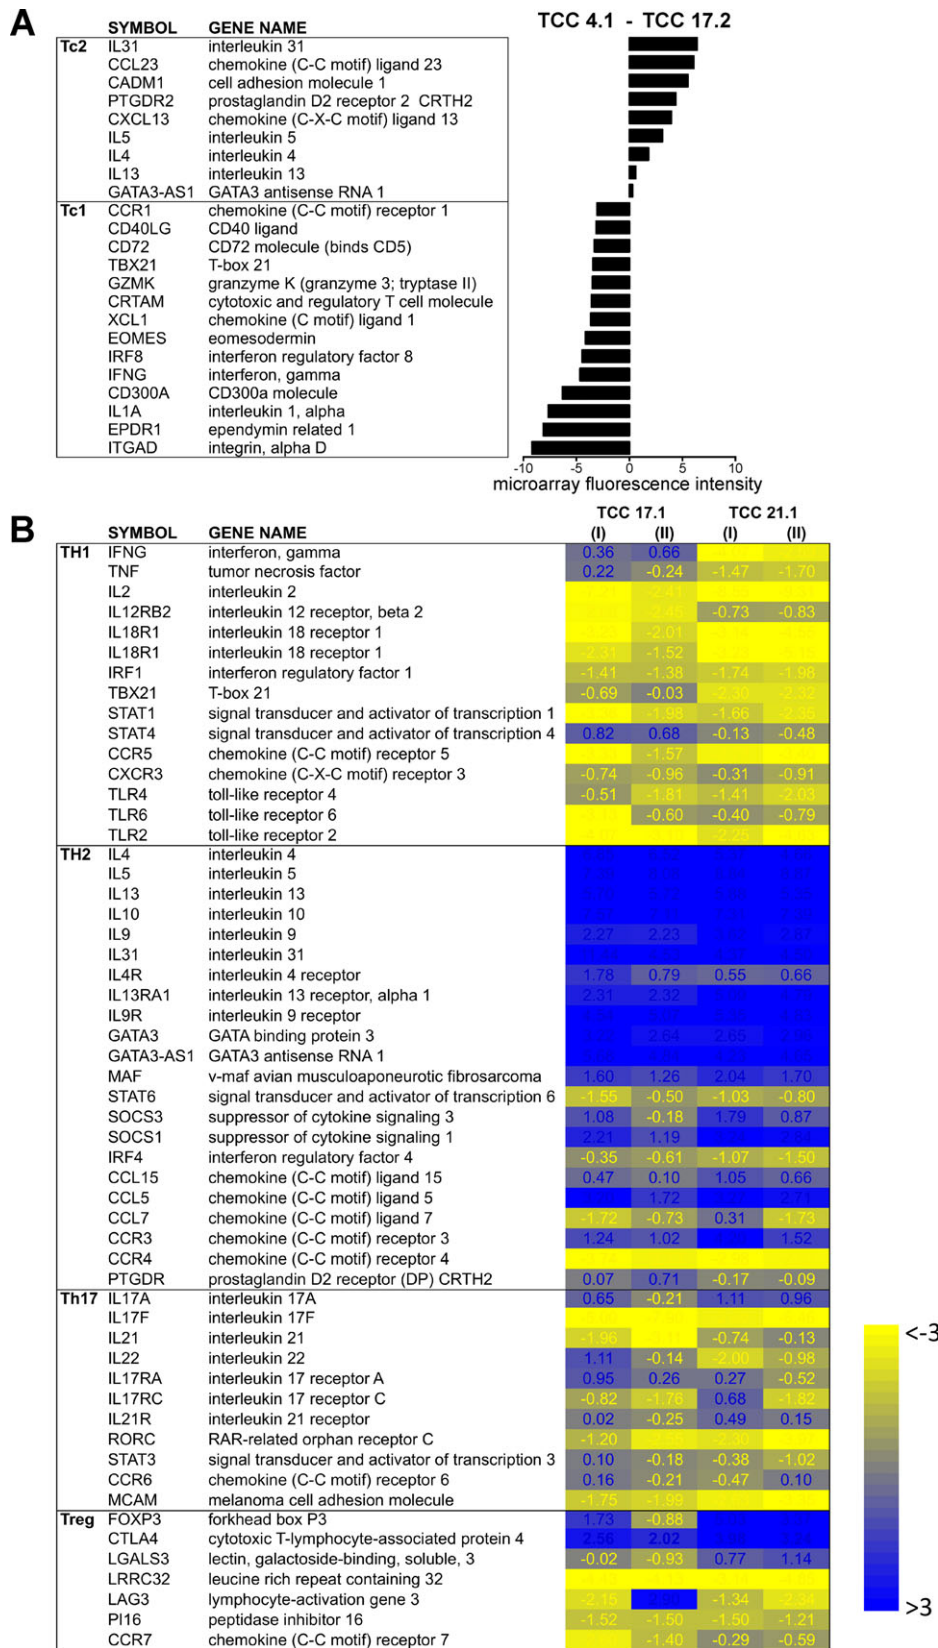 A
SYMBOL GENE NAME
TCC 4.1 - TCC 17.2
Tc2 IL31 interleukin 31
CCL23 chemokine (C-C motif) ligand 23
CADM1 cell adhesion molecule 1
PTGDR2 prostaglandin D2 receptor 2 CRTH2
CXCL13 chemokine (C-X-C motif) ligand 13
IL5 interleukin 5
IL4 interleukin 4
IL13 interleukin 13
GATA3-AS1 GATA3 antisense RNA 1
Tc1 CCR1 chemokine (C-C motif) receptor 1
CD40LG CD40 ligand
CD72 CD72 molecule (binds CD5)
TBX21 T-box 21
GZMK granzyme K (granzyme 3; tryptase II)
CRTAM cytotoxic and regulatory T cell molecule
XCL1 chemokine (C motif) ligand 1
EOMES eomesodermin
IRF8 interferon regulatory factor 8
IFNG interferon, gamma
CD300A CD300a molecule
IL1A interleukin 1, alpha
EPDR1 ependymin related 1
ITGAD integrin, alpha D
-10 -5 0 5 10
microarray fluorescence intensity
B
TCC 17.1 TCC 21.1
SYMBOL GENE NAME (I) (II) (I) (II)
TH1 IFNG interferon, gamma 0.36 0.66
TNF tumor necrosis factor 0.22 -0.24 -1.47 -1.70
IL2 interleukin 2 -2.41
IL12RB2 interleukin 12 receptor, beta 2 -2.45 -0.73 -0.83
IL18R1 interleukin 18 receptor 1 -2.01
IL18R1 interleukin 18 receptor 1 -2.31 -1.52
IRF1 interferon regulatory factor 1 -1.41 -1.38 -1.74 -1.98
TBX21 T-box 21 -0.69 -0.03 -2.30 -2.32
STAT1 signal transducer and activator of transcription 1 -1.98 -1.66 -2.35
STAT4 signal transducer and activator of transcription 4 0.82 0.68 -0.13 -0.48
CCR5 chemokine (C-C motif) receptor 5 -1.57
CXCR3 chemokine (C-X-C motif) receptor 3 -0.74 -0.96 -0.31 -0.91
TLR4 toll-like receptor 4 -0.51 -1.81 -1.41 -2.03
TLR6 toll-like receptor 6 -0.60 -0.40 -0.79
TLR2 toll-like receptor 2 -2.25
TH2 IL4 interleukin 4
IL5 interleukin 5
IL13 interleukin 13
IL10 interleukin 10
IL9 interleukin 9 2.27 2.23 2.87
IL31 interleukin 31
IL4R interleukin 4 receptor 1.78 0.79 0.55 0.66
IL13RA1 interleukin 13 receptor, alpha 1 2.31 2.32
IL9R interleukin 9 receptor
GATA3 GATA binding protein 3 2.64 2.65
GATA3-AS1 GATA3 antisense RNA 1
MAF v-maf avian musculoaponeurotic fibrosarcoma 1.60 1.26 2.04 1.70
STAT6 signal transducer and activator of transcription 6 -1.55 -0.50 -1.03 -0.80
SOCS3 suppressor of cytokine signaling 3 1.08 -0.18 1.79 0.87
SOCS1 suppressor of cytokine signaling 1 2.21 1.19
IRF4 interferon regulatory factor 4 -0.35 -0.61 -1.07 -1.50
CCL15 chemokine (C-C motif) ligand 15 0.47 0.10 1.05 0.66
CCL5 chemokine (C-C motif) ligand 5 1.72 2.71
CCL7 chemokine (C-C motif) ligand 7 -1.72 -0.73 0.31 -1.73
CCR3 chemokine (C-C motif) receptor 3 1.24 1.02 1.52
CCR4 chemokine (C-C motif) receptor 4
PTGDR prostaglandin D2 receptor (DP) CRTH2 0.07 0.71 -0.17 -0.09
Th17 IL17A interleukin 17A 0.65 -0.21 1.11 0.96
IL17F interleukin 17F
IL21 interleukin 21 -1.96 -0.74 -0.13
IL22 interleukin 22 1.11 -0.14 -2.00 -0.98
IL17RA interleukin 17 receptor A 0.95 0.26 0.27 -0.52
IL17RC interleukin 17 receptor C -0.82 -1.76 0.68 -1.82
IL21R interleukin 21 receptor 0.02 -0.25 0.49 0.15
RORC RAR-related orphan receptor C -1.20 -2.55 -2.30
STAT3 signal transducer and activator of transcription 3 0.10 -0.18 -0.38 -1.02
CCR6 chemokine (C-C motif) receptor 6 0.16 -0.21 -0.47 0.10
MCAM melanoma cell adhesion molecule -1.75 -1.99
Treg FOXP3 forkhead box P3 1.73 -0.88
CTLA4 cytotoxic T-lymphocyte-associated protein 4 2.56 2.02
LGALS3 lectin, galactoside-binding, soluble, 3 -0.02 -0.93 0.77 1.14
LRRC32 leucine rich repeat containing 32
LAG3 lymphocyte-activation gene 3 -2.15 -1.34 -2.34
PI16 peptidase inhibitor 16 -1.52 -1.50 -1.50 -1.21
CCR7 chemokine (C-C motif) receptor 7 -1.40 -0.29 -0.59
<-3
>3